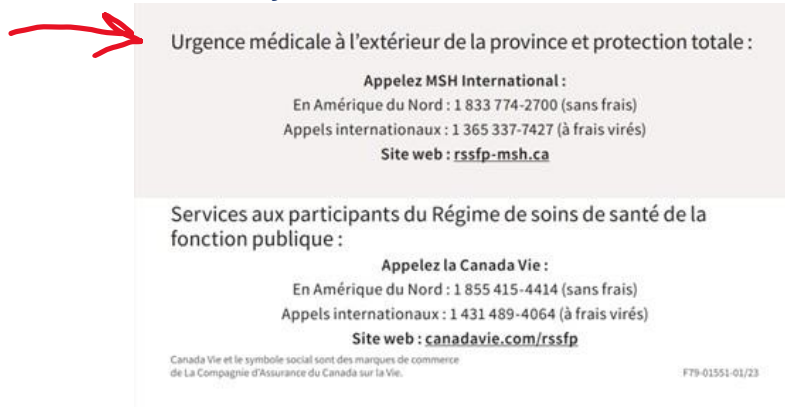 Urgence médicale à l'extérieur de la province et protection totale :
Appelez MSH International :
En Amérique du Nord : 1 833 774-2700 (sans frais)
Appels internationaux : 1 365 337-7427 (à frais virés)
Site web : rssfp-msh.ca
Services aux participants du Régime de soins de santé de la
fonction publique :
Appelez la Canada Vie :
En Amérique du Nord : 1 855 415-4414 (sans frais)
Appels internationaux : 1 431 489-4064 (à frais virés)
Site web : canadavie.com/rssfp
Canada Vie et le symbole social sont des marques de commerce
de La Compagnie d'Assurance du Canada sur la Vie.
F79-01551-01/23